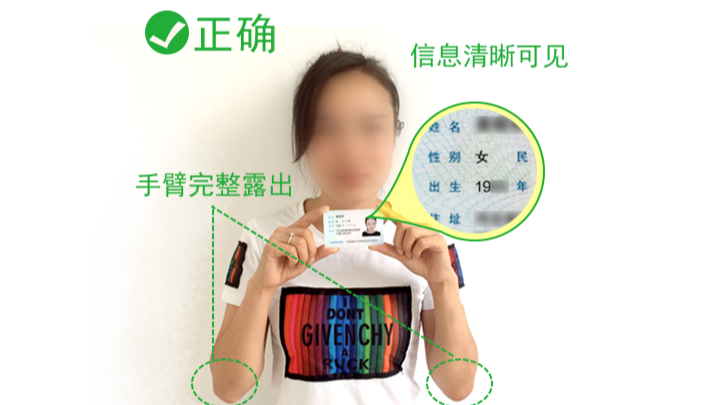 正确
信息清晰可见
姓 名
性 别 女 民
出 生 19 年
住 址
手臂完整露出
I
DONT
GIVENCHY
A
RUCK